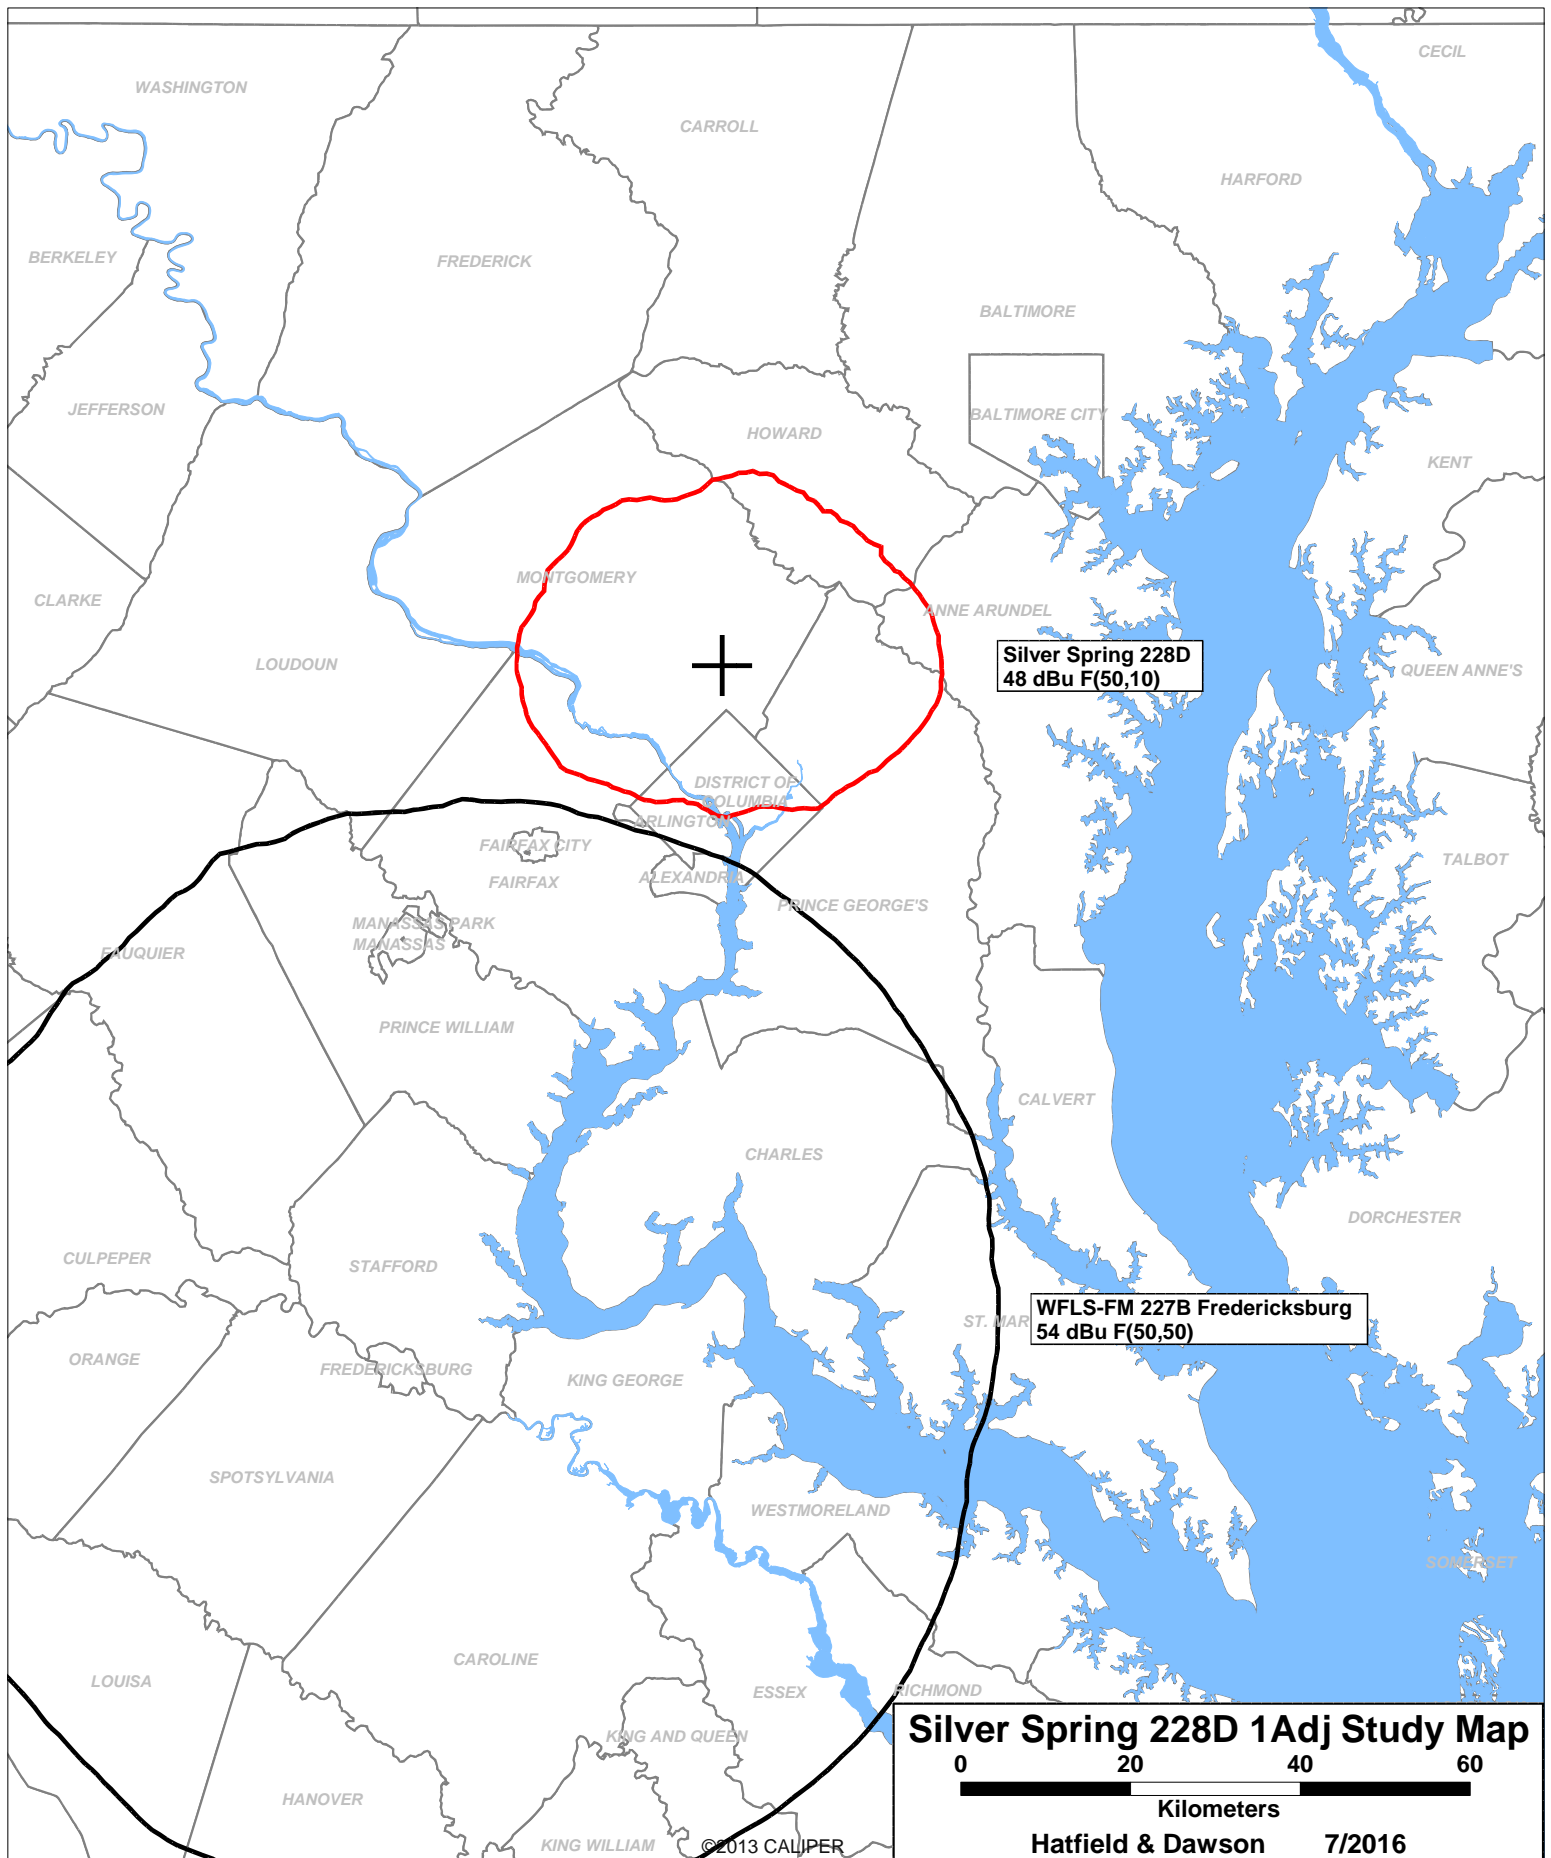 CECIL
WASHINGTON
CARROLL
HARFORD
BERKELEY
FREDERICK
BALTIMORE
JEFFERSON
BALTIMORE CITY
HOWARD
KENT
MONTGOMERY
CLARKE
ANNE ARUNDEL
Silver Spring 228D
48 dBu F(50,10)
LOUDOUN
QUEEN ANNE'S
DISTRICT OF
COLUMBIA
ARLINGTON
FAIRFAX CITY
TALBOT
FAIRFAX
ALEXANDRIA
PRINCE GEORGE'S
MANASSAS PARK
MANASSAS
FAUQUIER
PRINCE WILLIAM
CALVERT
CHARLES
DORCHESTER
CULPEPER
STAFFORD
WFLS-FM 227B Fredericksburg
54 dBu F(50,50)
ST. MAR
ORANGE
FREDERICKSBURG
KING GEORGE
SPOTSYLVANIA
WESTMORELAND
SOMERSET
CAROLINE
LOUISA
ESSEX
RICHMOND
KING AND QUEEN
HANOVER
KING WILLIAM
©2013 CALIPER
Silver Spring 228D 1Adj Study Map
0 20 40 60
Kilometers
Hatfield & Dawson 7/2016